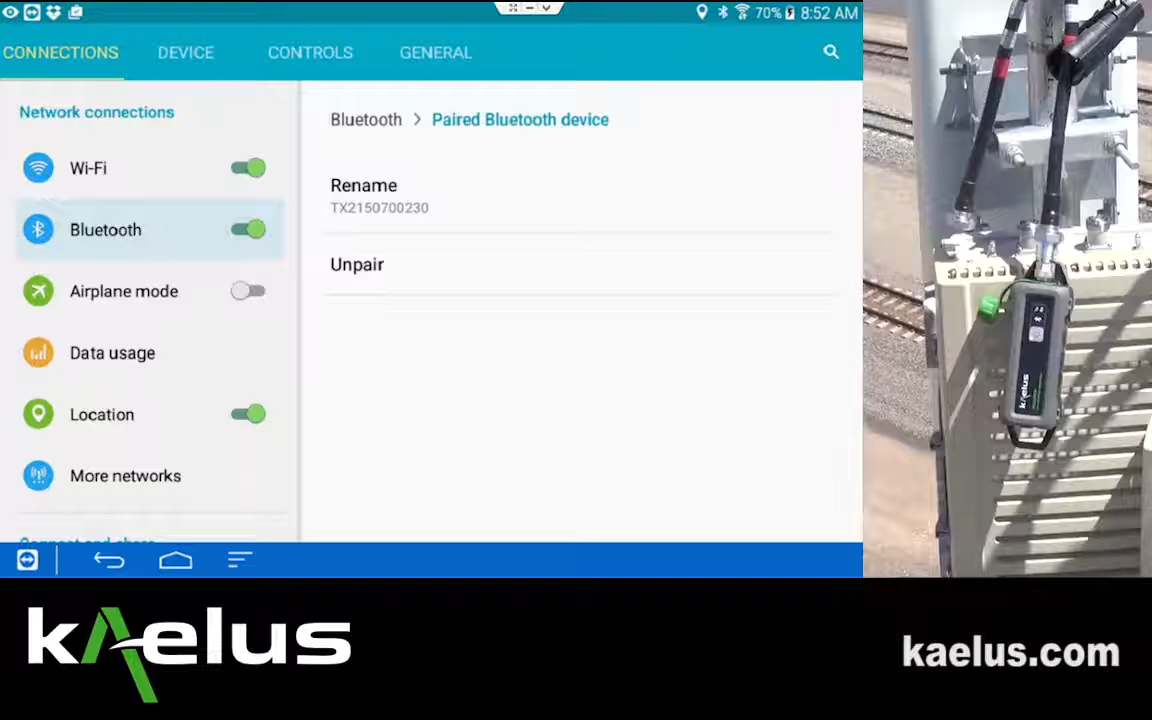 70% 8:52 AM
CONNECTIONS DEVICE CONTROLS GENERAL
Network connections
Wi-Fi
Bluetooth
Airplane mode
Data usage
Location
More networks
Bluetooth > Paired Bluetooth device
Rename
TX2150700230
Unpair
kaelus
kaelus
kaelus.com